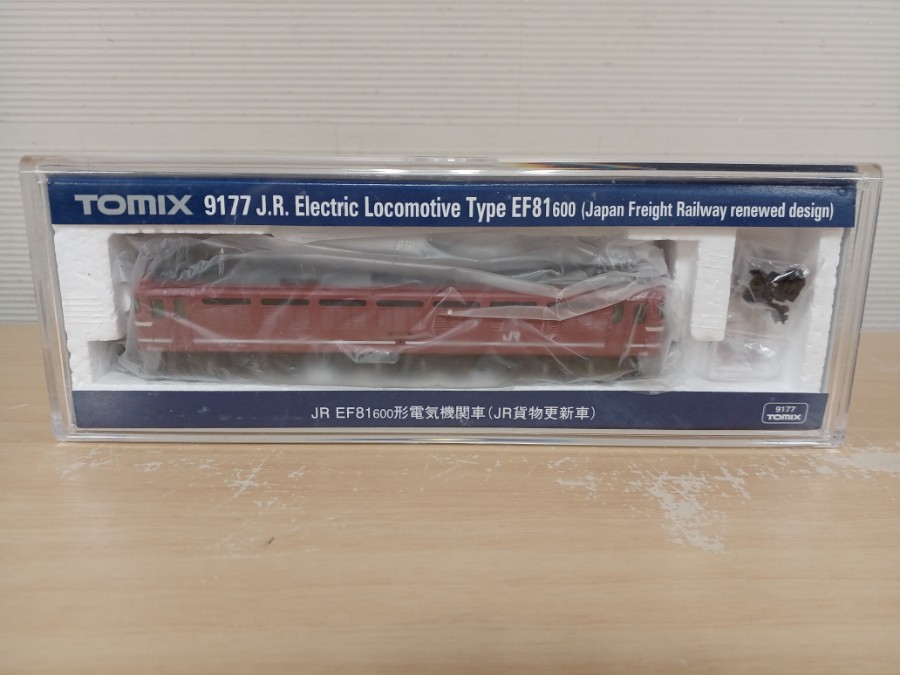 TOMIX 9177 J.R. Electric Locomotive Type EF81600 (Japan Freight Railway renewed design)
JR
JR EF81600形電気機関車(JR貨物更新車)
9177
TOMIX